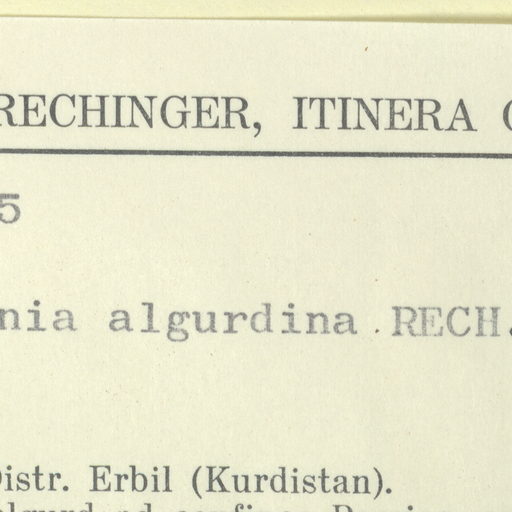 RECHINGER, ITINERA
5
nia algurdina RECH.
Distr. Erbil (Kurdistan).